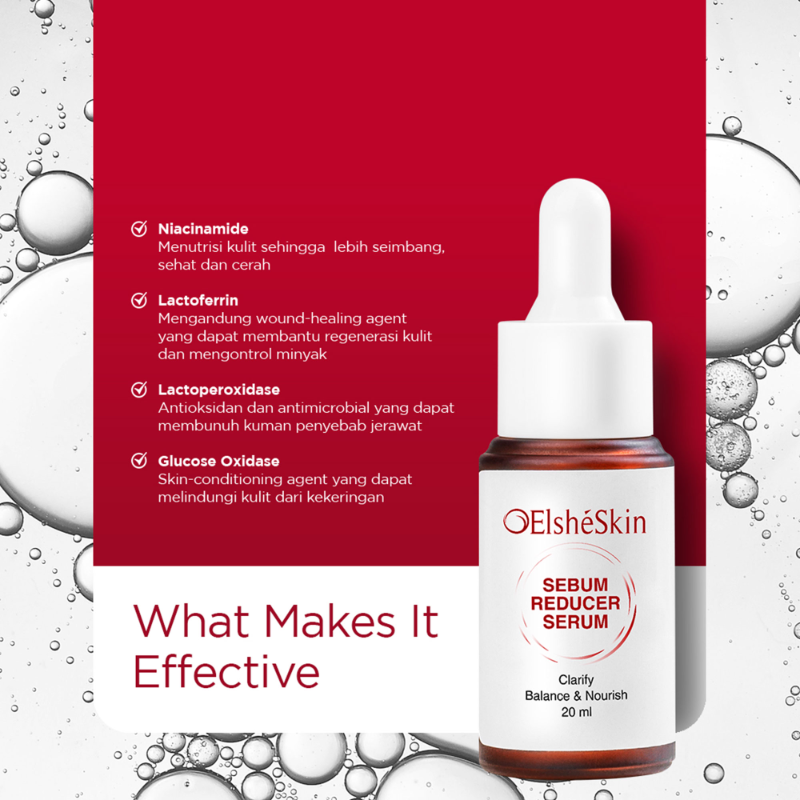 Niacinamide
Menutrisi kulit sehingga lebih seimbang,
sehat dan cerah
Lactoferrin
Mengandung wound-healing agent
yang dapat membantu regenerasi kulit
dan mengontrol minyak
Lactoperoxidase
Antioksidan dan antimicrobial yang dapat
membunuh kuman penyebab jerawat
Glucose Oxidase
Skin-conditioning agent yang dapat
melindungi kulit dari kekeringan
What Makes It
Effective
ElshéSkin
SEBUM
REDUCER
SERUM
Clarify
Balance & Nourish
20 ml